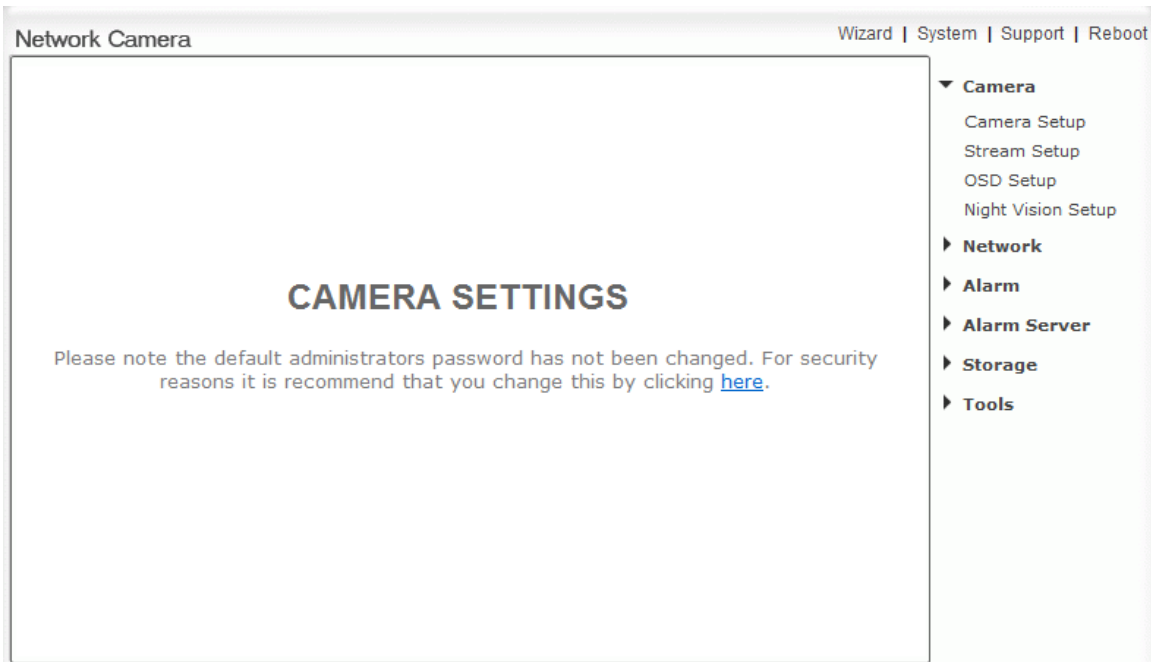 Network Camera
Wizard | System | Support | Reboot
CAMERA SETTINGS
Please note the default administrators password has not been changed. For security
reasons it is recommend that you change this by clicking here.
Camera
Camera Setup
Stream Setup
OSD Setup
Night Vision Setup
Network
Alarm
Alarm Server
Storage
Tools